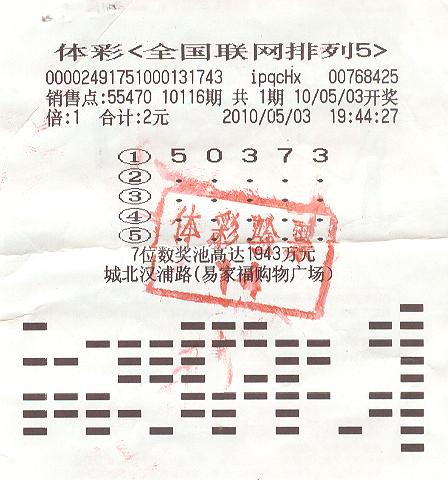 体彩<全国联网排列5>
00002491751000131743 ipqcHx 00768425
销售点:55470 10116期 共 1期 10/05/03开奖
倍:1 合计:2元 2010/05/03 19:44:27
① 5 0 3 7 3
② . . . . .
③ . . . . .
④ . . . . .
⑤ . . . . .
体彩验票
7位数奖池高达1943万元
城北汉浦路(易家福购物广场)